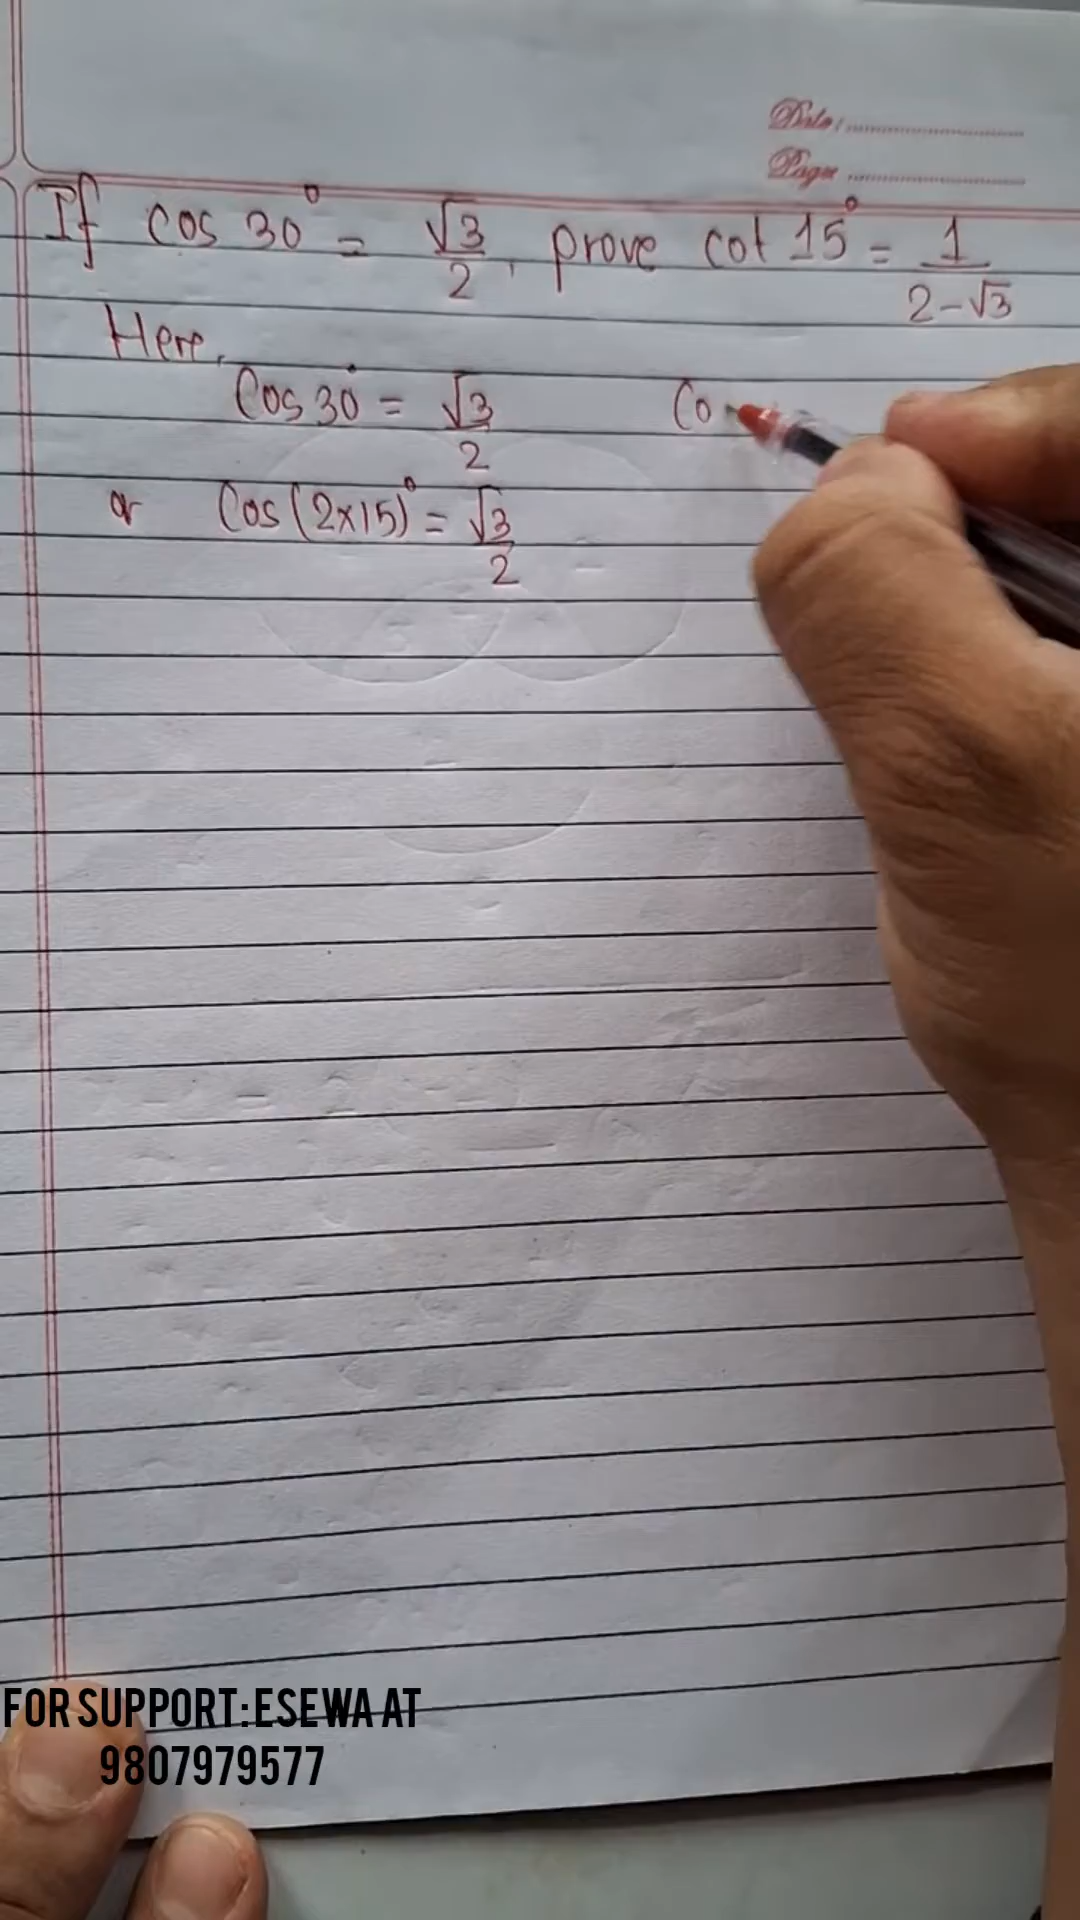 Date:
Page
If cos 30° = √3/2, prove cot 15° = 1/(2-√3)
Here,
Cos 30° = √3/2 Co
or Cos (2×15)° = √3/2
FOR SUPPORT: ESEWA AT
9807979577